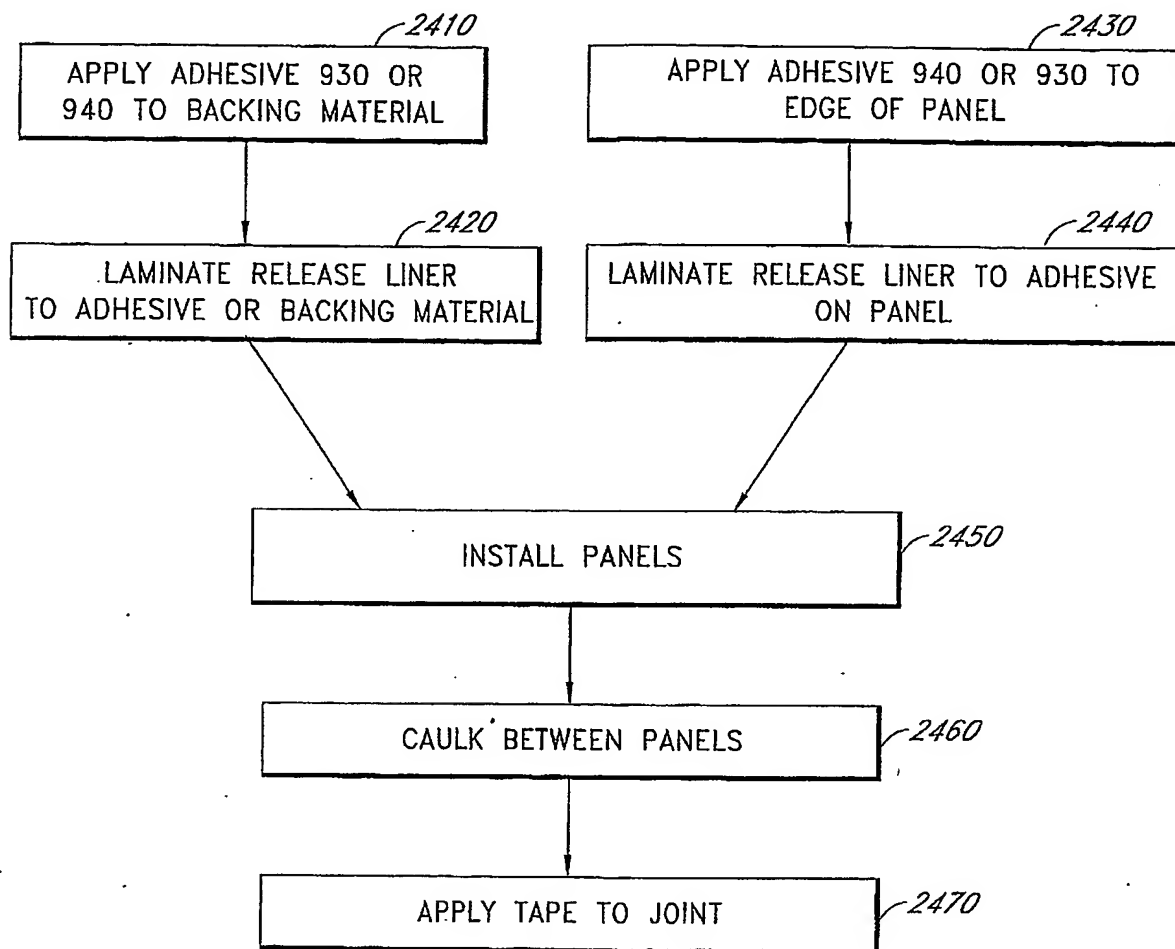 2410
APPLY ADHESIVE 930 OR
940 TO BACKING MATERIAL
2430
APPLY ADHESIVE 940 OR 930 TO
EDGE OF PANEL
2420
LAMINATE RELEASE LINER
TO ADHESIVE OR BACKING MATERIAL
2440
LAMINATE RELEASE LINER TO ADHESIVE
ON PANEL
INSTALL PANELS
2450
CAULK BETWEEN PANELS
2460
APPLY TAPE TO JOINT
2470